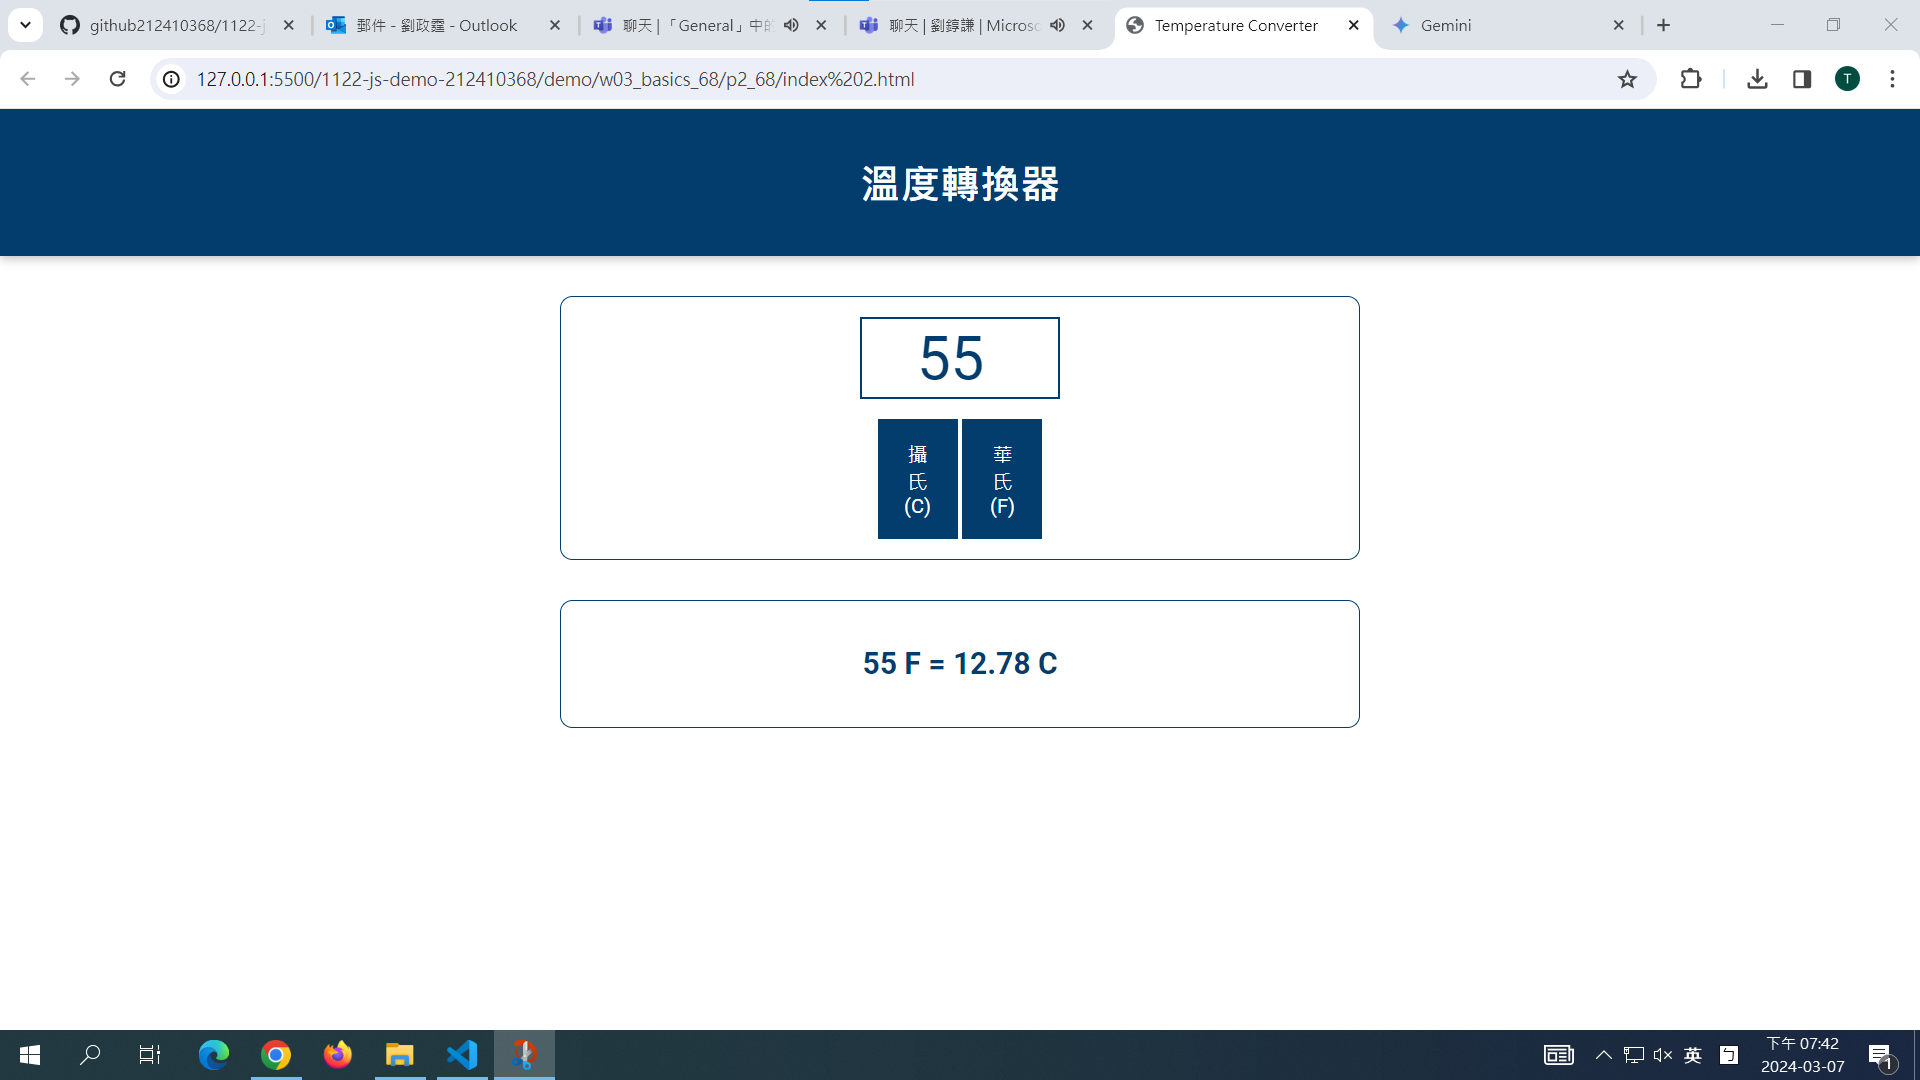 github212410368/1122-j
郵件 - 劉政霆 - Outlook
聊天 | 「General」中的
聊天 | 劉錞謙 | Microso
Temperature Converter
Gemini
127.0.0.1:5500/1122-js-demo-212410368/demo/w03_basics_68/p2_68/index%202.html
T
溫度轉換器
55
攝
氏
(C)
華
氏
(F)
55 F = 12.78 C
英
ㄅ
下午 07:42
2024-03-07
1